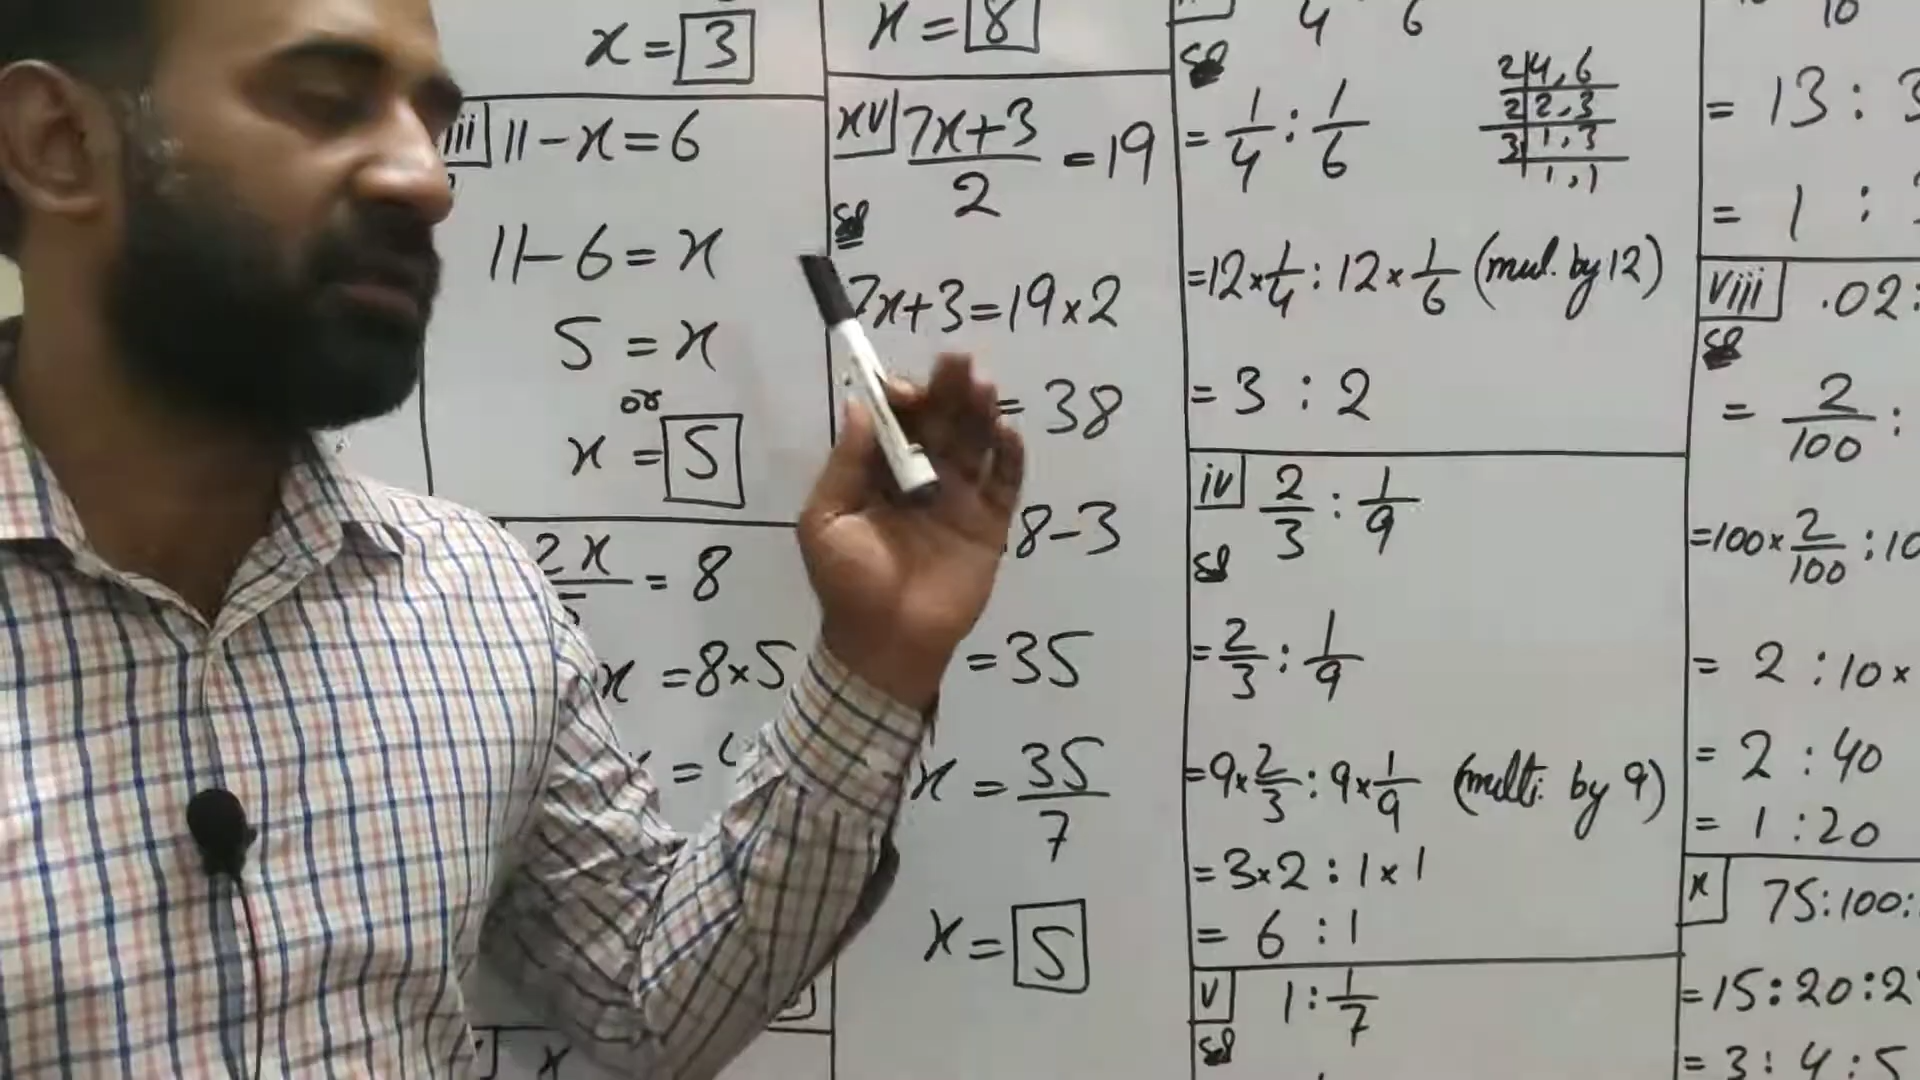 x = 3
iii 11-x=6
11-6=x
5=x
or
x=5
2x/5 = 8
x =8×5
x =
x
x = 8
xv 7x+3/2 =19
Sol
7x+3=19×2
= 38
8-3
=35
x = 35/7
x = 5
4 6
Sol
= 1/4 : 1/6
2 4, 6
2 2, 3
3 1, 3
1, 1
=12×1/4 : 12×1/6 (mul. by 12)
= 3 : 2
iv 2/3 : 1/9
Sol
= 2/3 : 1/9
=9×2/3 : 9×1/9 (multi. by 9)
=3×2 : 1×1
= 6 : 1
v 1 : 1/7
Sol
10
= 13 : 3
= 1 :
viii .02 :
Sol
= 2/100 :
=100×2/100 : 10
= 2 : 10×
= 2 : 40
= 1 : 20
x 75:100:
=15:20:2
=3:4:5